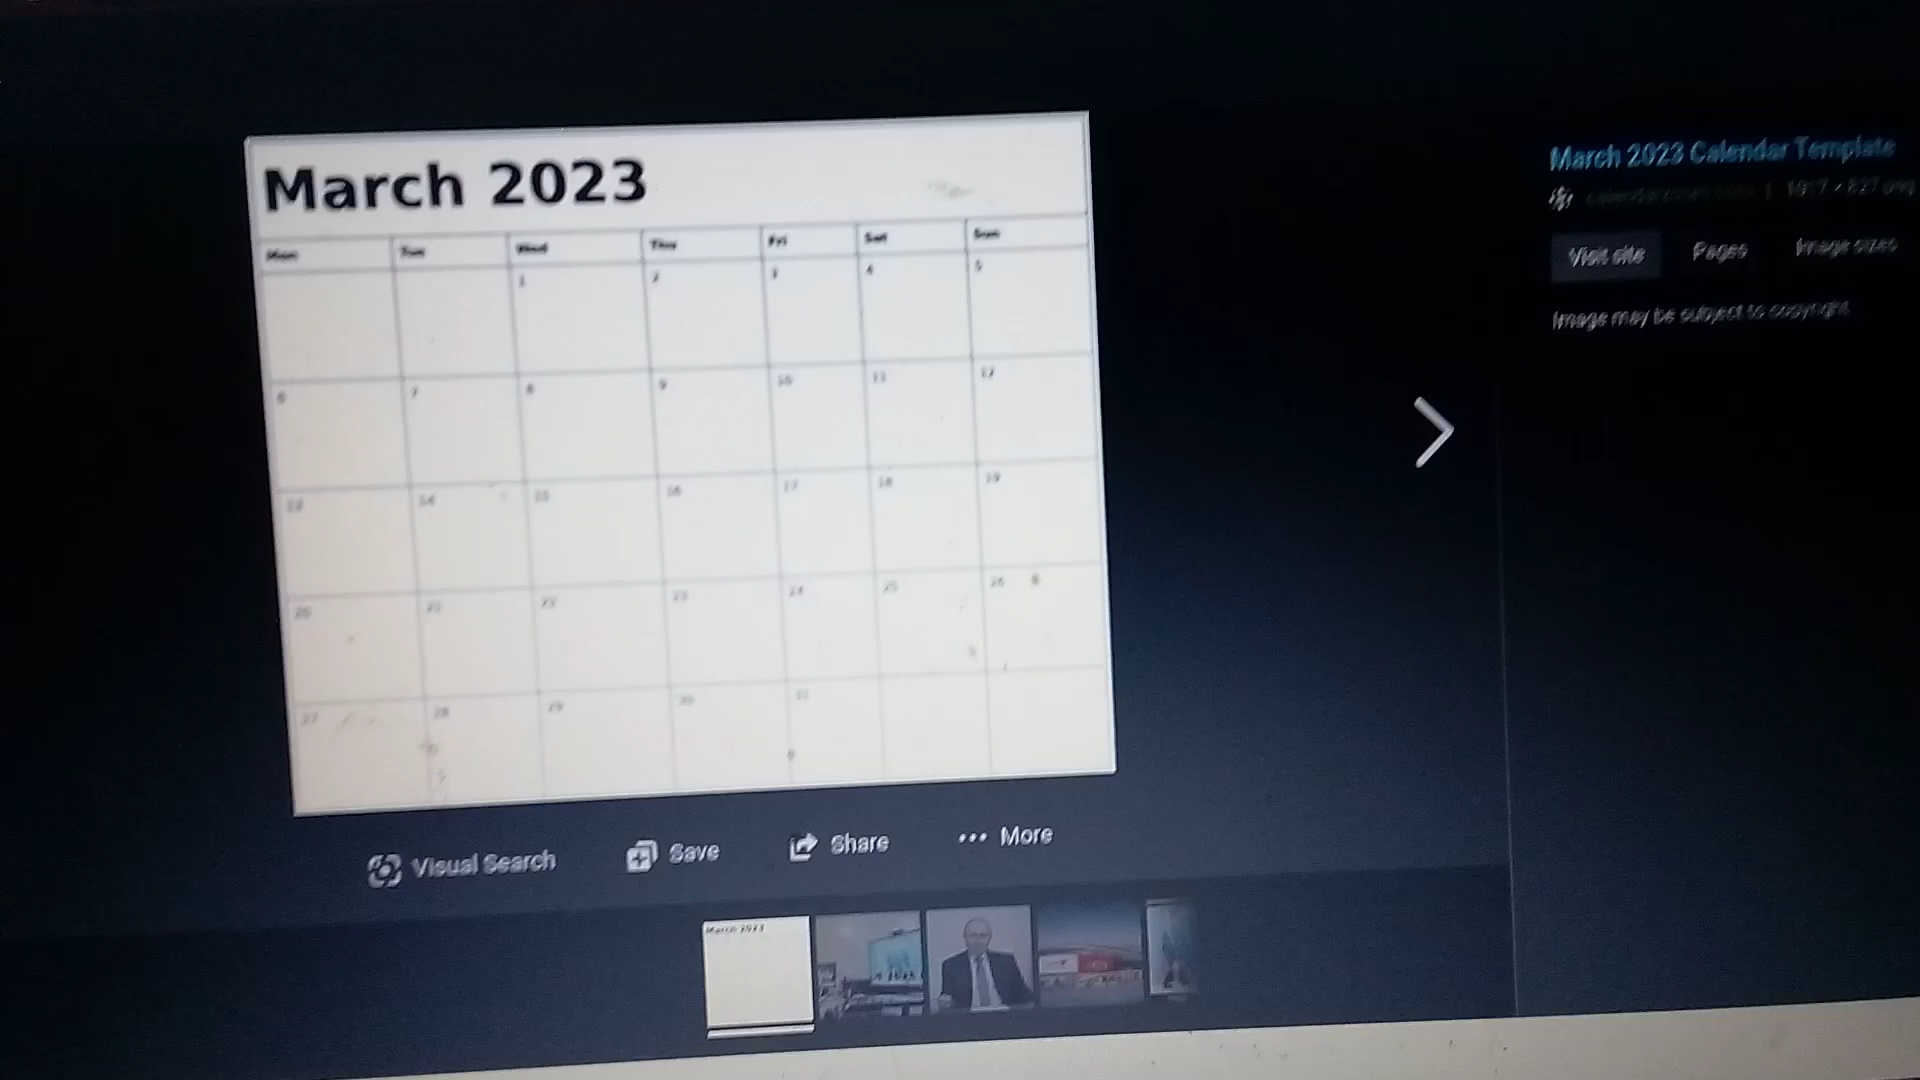 March 2023
Mon Tue Wed Thu Fri Sat Sun
1 2 3 4 5
6 7 8 9 10 11 12
13 14 15 16 17 18 19
20 21 22 23 24 25 26
27 28 29 30 31
Visual Search Save Share More
March 2023
March 2023 Calendar Template
Visit site Pages Image sizes
Image may be subject to copyright.